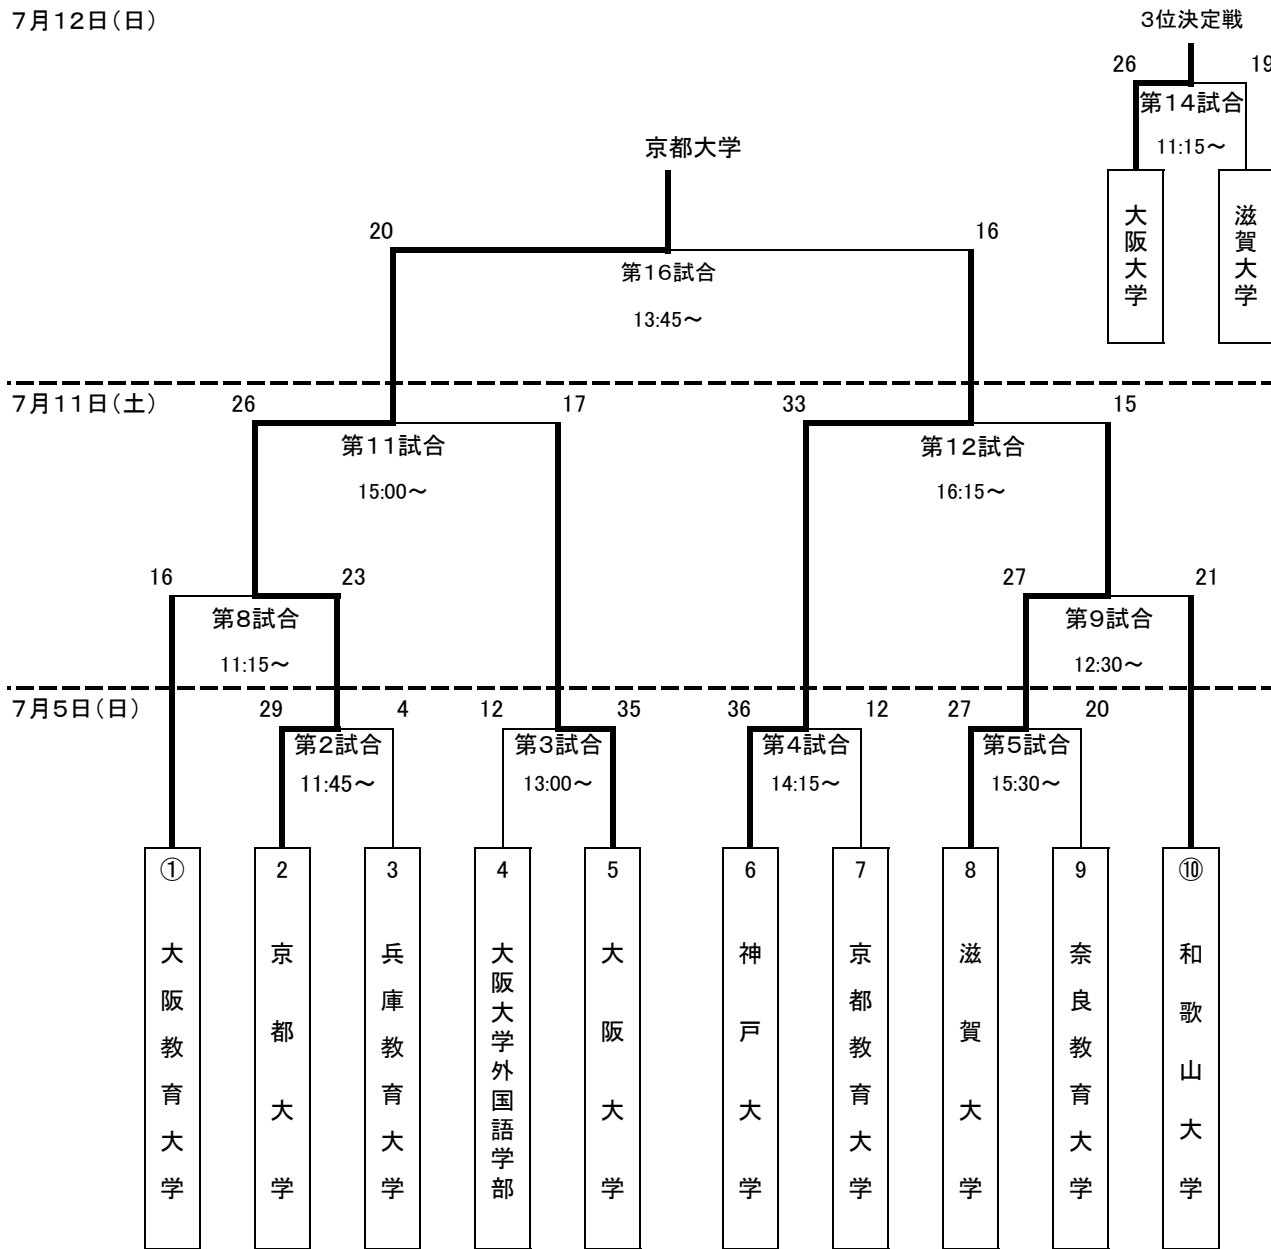 7月12日(日)
3位決定戦
26 19
第14試合
11:15～
大阪大学
滋賀大学
京都大学
20 16
第16試合
13:45～
7月11日(土)
26 17 33 15
第11試合 第12試合
15:00～ 16:15～
16 23 27 21
第8試合 第9試合
11:15～ 12:30～
7月5日(日)
29 4 12 35 36 12 27 20
第2試合 第3試合 第4試合 第5試合
11:45～ 13:00～ 14:15～ 15:30～
① 2 3 4 5 6 7 8 9 ⑩
大阪教育大学
京都大学
兵庫教育大学
大阪大学外国語学部
大阪大学
神戸大学
京都教育大学
滋賀大学
奈良教育大学
和歌山大学